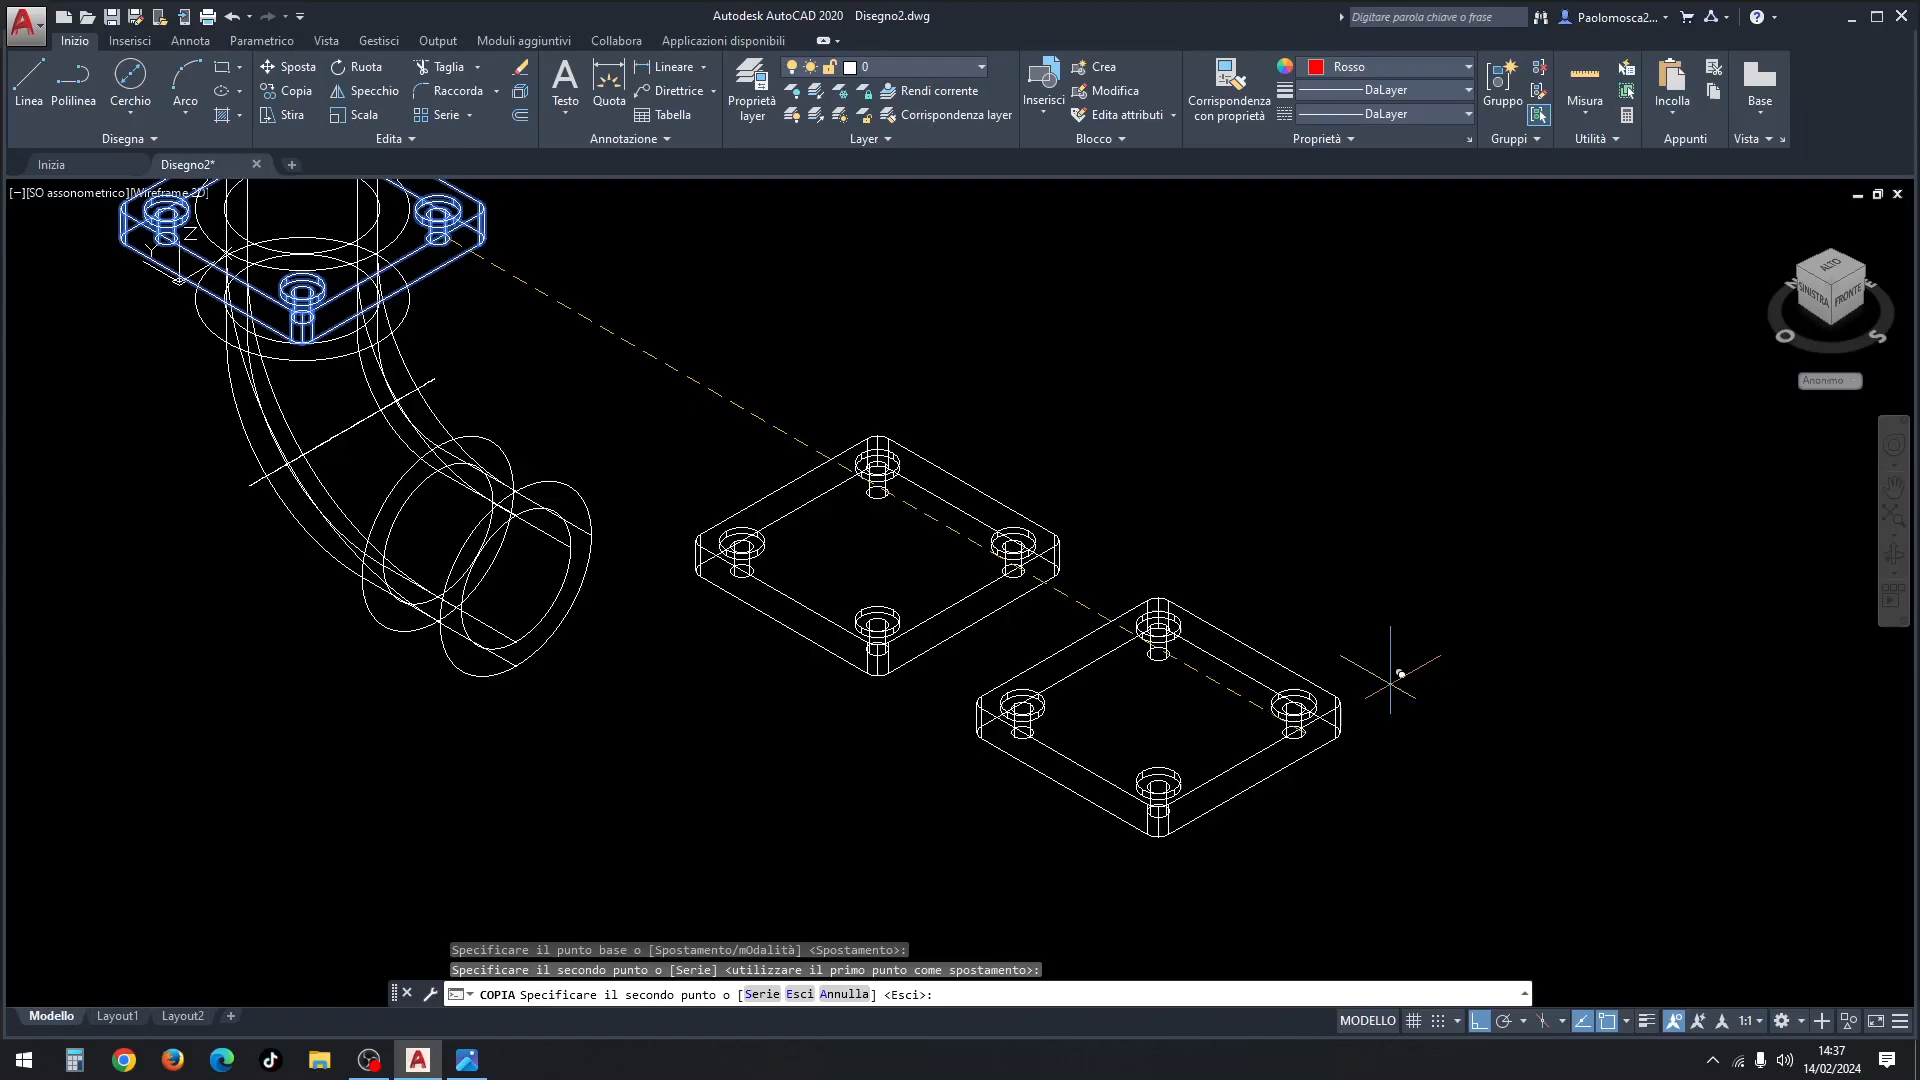 Autodesk AutoCAD 2020 Disegno2.dwg
Digitare parola chiave o frase
Paolomosca2...
Inizio Inserisci Annota Parametrico Vista Gestisci Output Moduli aggiuntivi Collabora Applicazioni disponibili
Linea
Polilinea
Cerchio
Arco
Sposta Ruota Taglia
Copia Specchio Raccorda
Stira Scala Serie
Testo
Quota
Lineare
Direttrice
Tabella
Proprietà layer
0
Rendi corrente
Corrispondenza layer
Inserisci
Crea
Modifica
Edita attributi
Corrispondenza con proprietà
Rosso
DaLayer
DaLayer
Gruppo
Misura
Incolla
Base
Disegna Edita Annotazione Layer Blocco Proprietà Gruppi Utilità Appunti Vista
Inizia Disegno2*
[−][SO assonometrico][Wireframe 2D]
Z
Y
ALTO
SINISTRA FRONTE
N E
O S
Anonimo
Specificare il punto base o [Spostamento/mOdalità] <Spostamento>:
Specificare il secondo punto o [Serie] <utilizzare il primo punto come spostamento>:
COPIA Specificare il secondo punto o [Serie Esci Annulla] <Esci>:
Modello Layout1 Layout2
MODELLO
1:1
14:37
14/02/2024